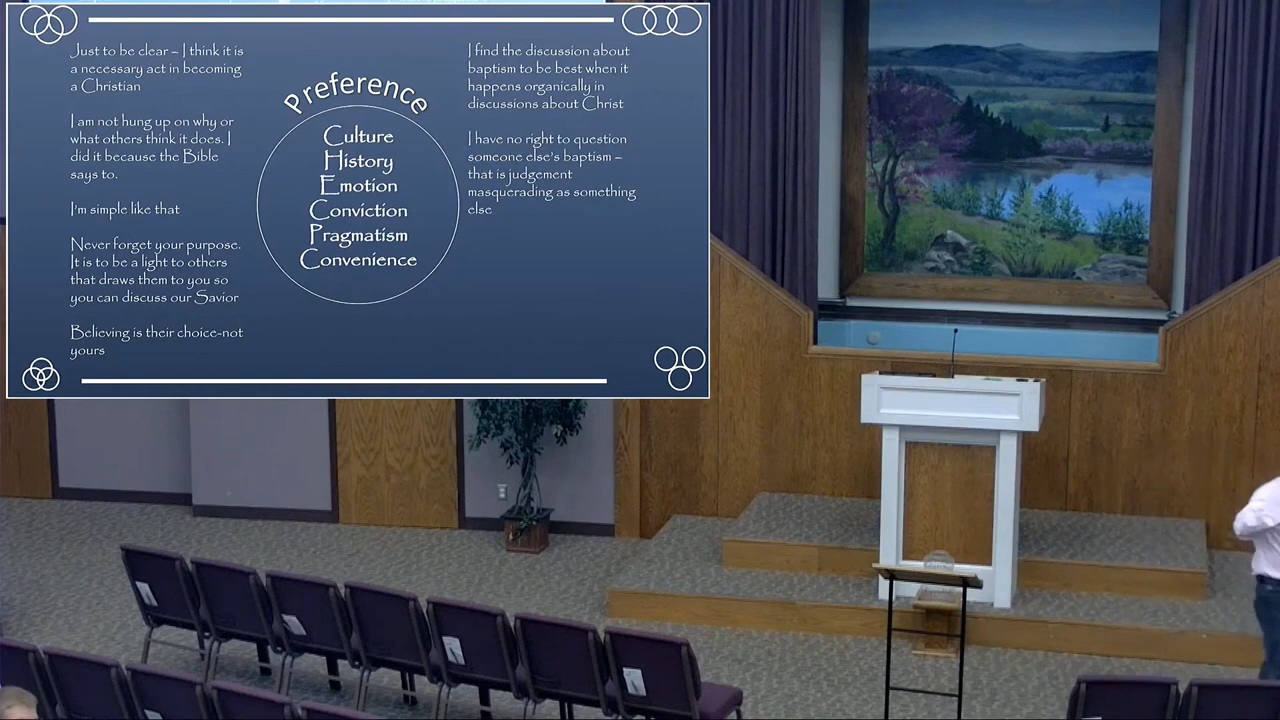 Just to be clear – I think it is
a necessary act in becoming
a Christian
I am not hung up on why or
what others think it does. I
did it because the Bible
says to.
I'm simple like that
Never forget your purpose.
It is to be a light to others
that draws them to you so
you can discuss our Savior
Believing is their choice-not
yours
Preference
Culture
History
Emotion
Conviction
Pragmatism
Convenience
I find the discussion about
baptism to be best when it
happens organically in
discussions about Christ
I have no right to question
someone else's baptism –
that is judgement
masquerading as something
else